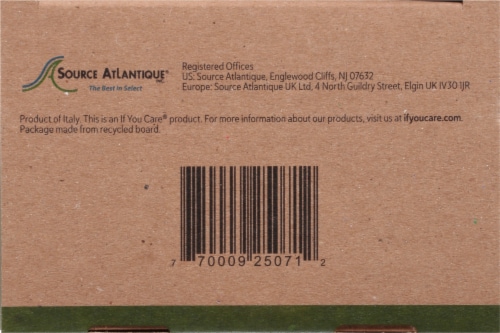 SOURCE ATLANTIQUE
INC.
The Best in Select
Registered Offices
US: Source Atlantique, Englewood Cliffs, NJ 07632
Europe: Source Atlantique UK Ltd, 4 North Guildry Street, Elgin UK IV30 1JR
Product of Italy. This is an If You Care® product. For more information about our products, visit us at ifyoucare.com.
Package made from recycled board.
7 70009 25071 2